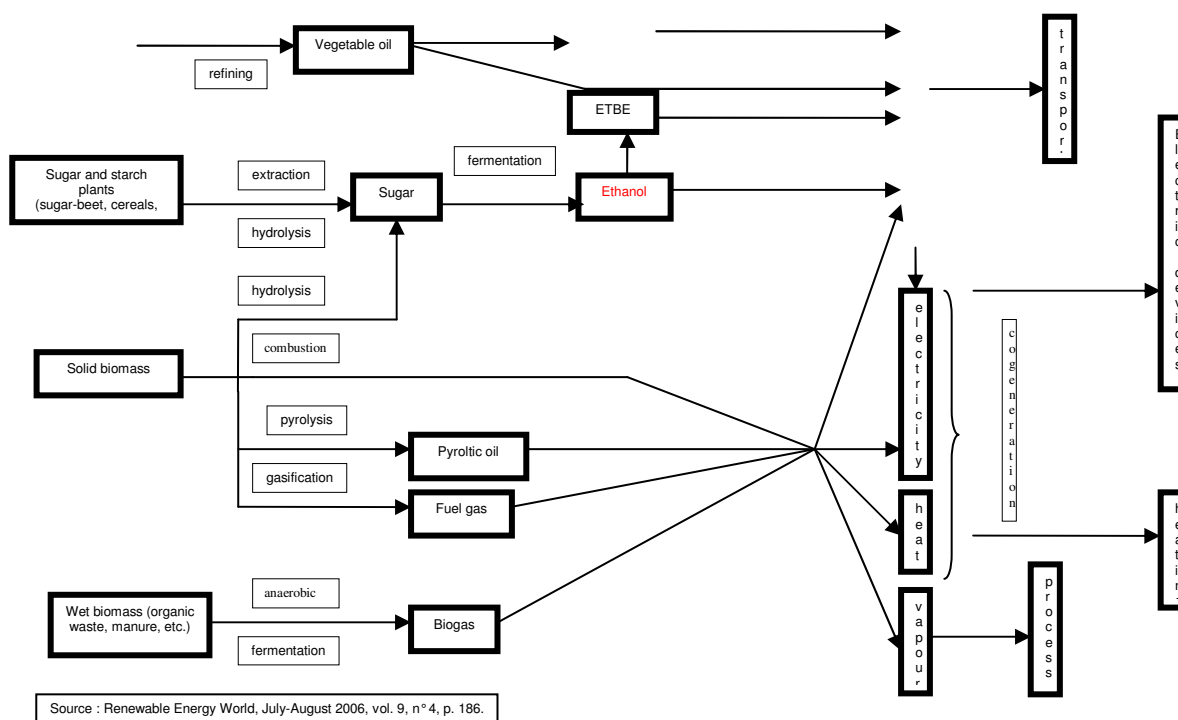 Vegetable oil
refining
ETBE
fermentation
Sugar and starch
plants
(sugar-beet, cereals,
extraction
Sugar
Ethanol
hydrolysis
hydrolysis
combustion
Solid biomass
pyrolysis
Pyroltic oil
gasification
Fuel gas
Wet biomass (organic
waste, manure, etc.)
anaerobic
fermentation
Biogas
electricity
heat
vapour
cogeneration
process
transpor
Electric
devices
Source : Renewable Energy World, July-August 2006, vol. 9, n°4, p. 186.